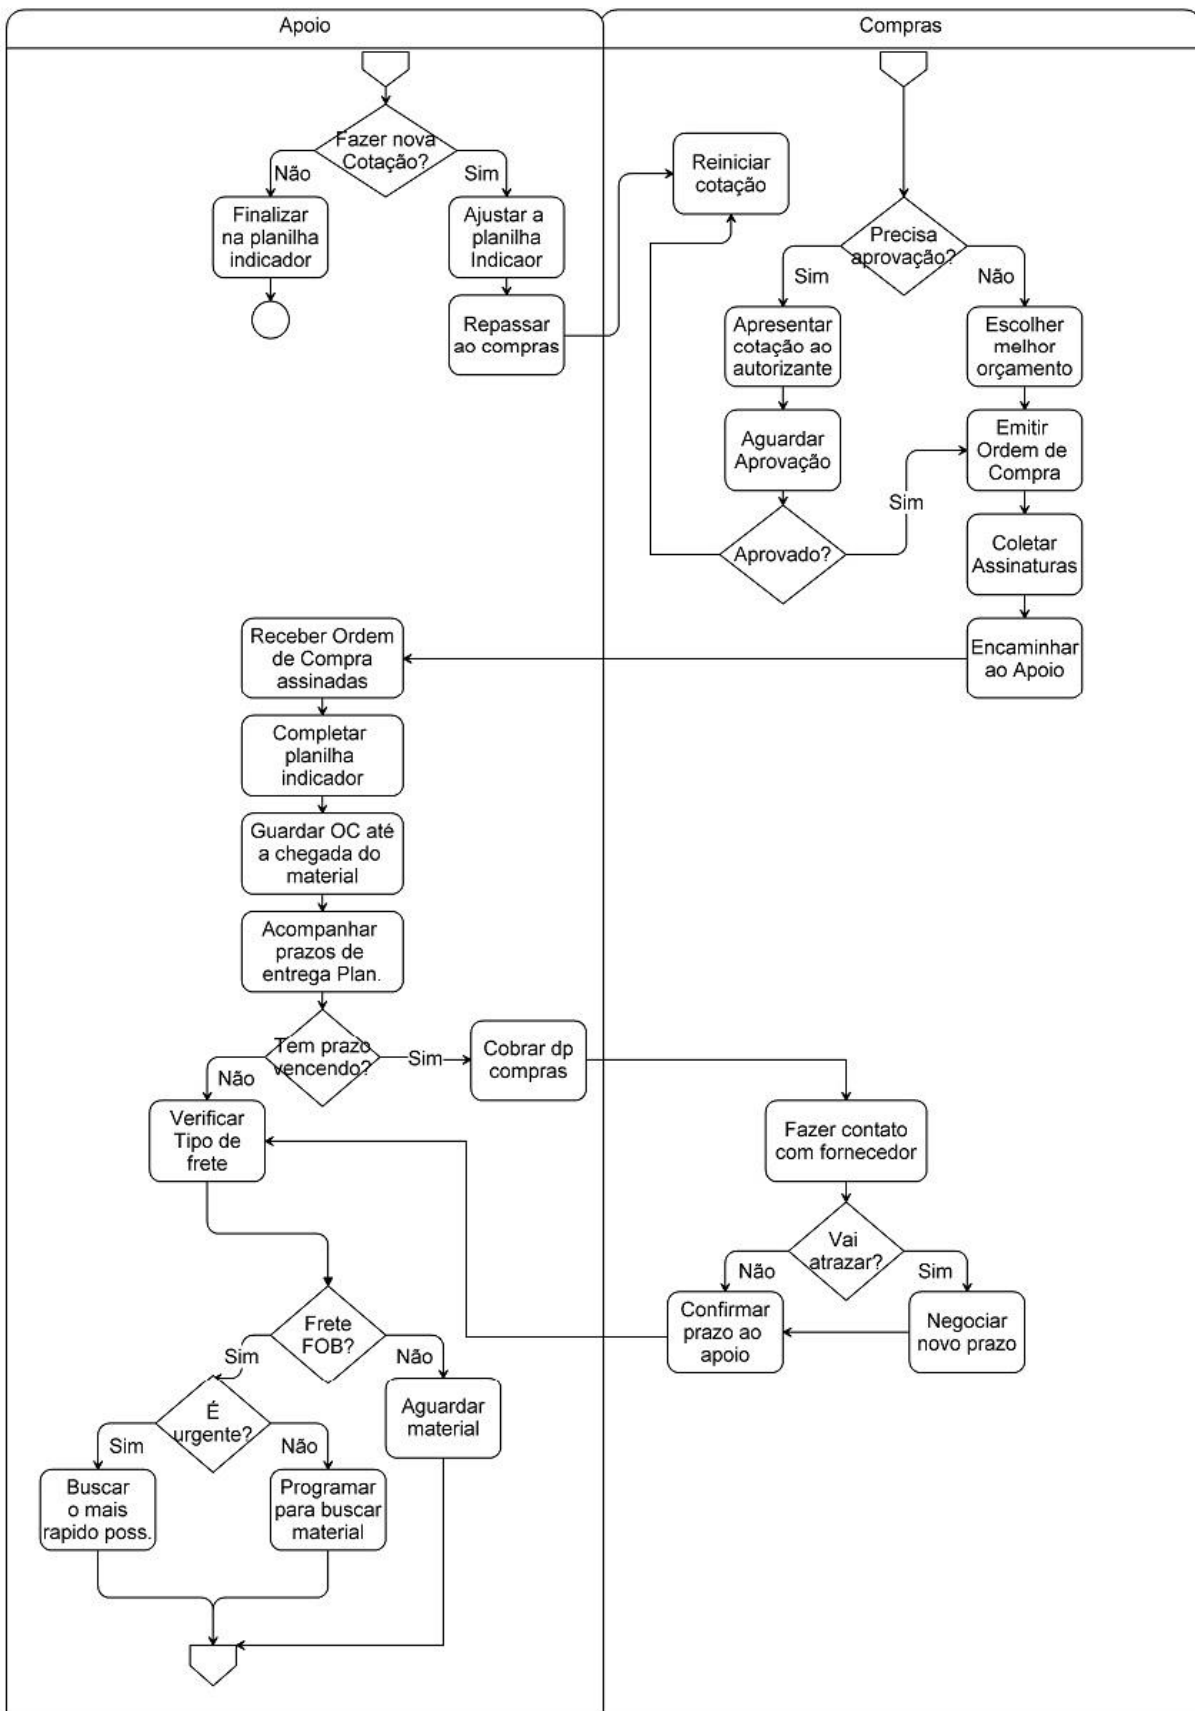 Apoio
Compras
Fazer nova
Cotação?
Não
Sim
Finalizar
na planilha
indicador
Ajustar a
planilha
Indicaor
Repassar
ao compras
Reiniciar
cotação
Precisa
aprovação?
Sim
Não
Apresentar
cotação ao
autorizante
Escolher
melhor
orçamento
Aguardar
Aprovação
Emitir
Ordem de
Compra
Sim
Aprovado?
Coletar
Assinaturas
Encaminhar
ao Apoio
Receber Ordem
de Compra
assinadas
Completar
planilha
indicador
Guardar OC até
a chegada do
material
Acompanhar
prazos de
entrega Plan.
Tem prazo
vencendo?
Sim
Não
Cobrar dp
compras
Verificar
Tipo de
frete
Fazer contato
com fornecedor
Vai
atrazar?
Não
Sim
Confirmar
prazo ao
apoio
Negociar
novo prazo
Frete
FOB?
Sim
Não
Aguardar
material
É
urgente?
Sim
Não
Buscar
o mais
rapido poss.
Programar
para buscar
material